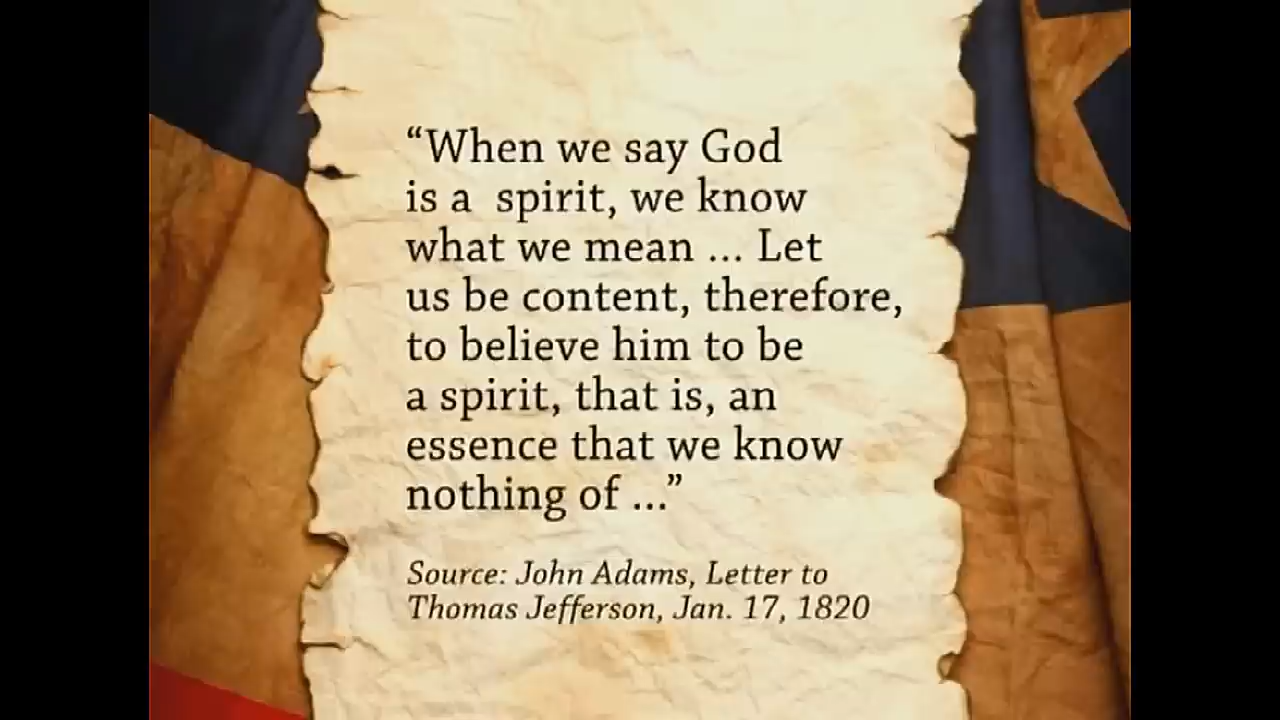 “When we say God
is a spirit, we know
what we mean ... Let
us be content, therefore,
to believe him to be
a spirit, that is, an
essence that we know
nothing of ...”
Source: John Adams, Letter to
Thomas Jefferson, Jan. 17, 1820